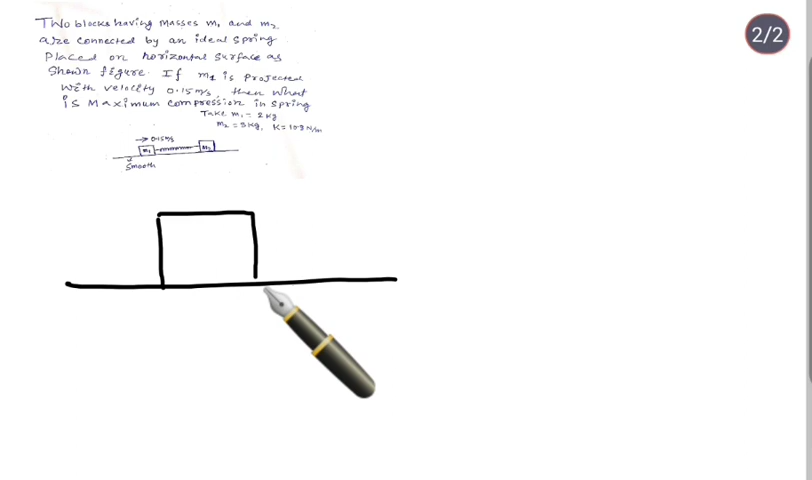 Two blocks having masses m1 and m2
are connected by an ideal spring
placed on horizontal surface as
shown figure. If m1 is projected
with velocity 0.15m/s, then what
is Maximum compression in spring
Take m1 = 2kg
m2 = 3kg, K=10.8N/m
→ 0.15m/s
m1 m2
Smooth
2/2